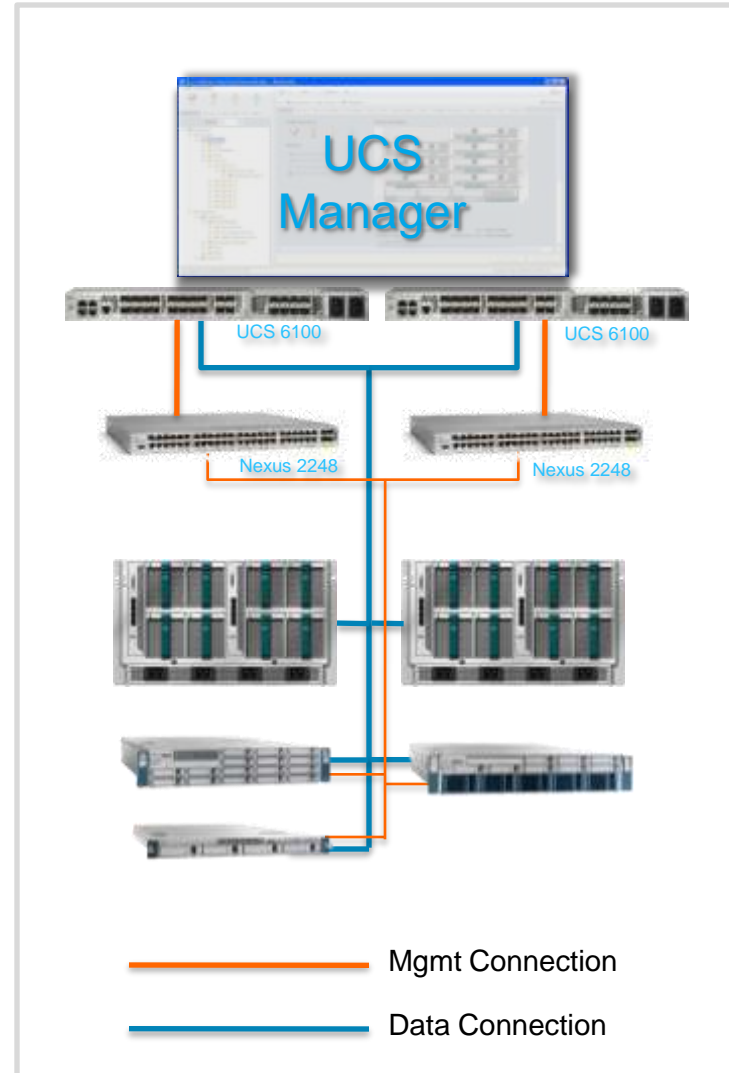 UCS
Manager
UCS 6100
UCS 6100
Nexus 2248
Nexus 2248
Mgmt Connection
Data Connection